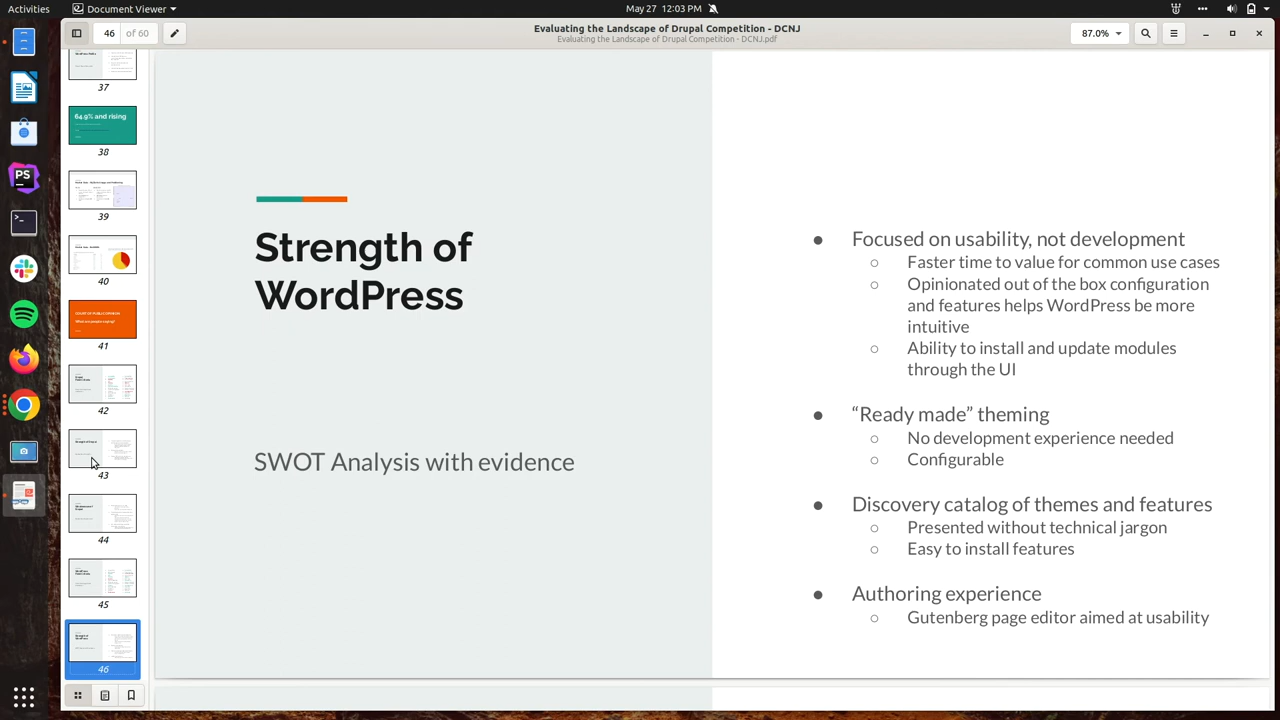 Activities
Document Viewer
May 27 12:03 PM
46
of 60
Evaluating the Landscape of Drupal Competition - DCNJ
Evaluating the Landscape of Drupal Competition - DCNJ.pdf
87.0%
37
64.9% and rising
38
39
40
What are people saying?
41
42
43
44
45
46
PS
Strength of
WordPress
SWOT Analysis with evidence
● Focused on usability, not development
○ Faster time to value for common use cases
○ Opinionated out of the box configuration
and features helps WordPress be more
intuitive
○ Ability to install and update modules
through the UI
● “Ready made” theming
○ No development experience needed
○ Configurable
● Discovery catalog of themes and features
○ Presented without technical jargon
○ Easy to install features
● Authoring experience
○ Gutenberg page editor aimed at usability